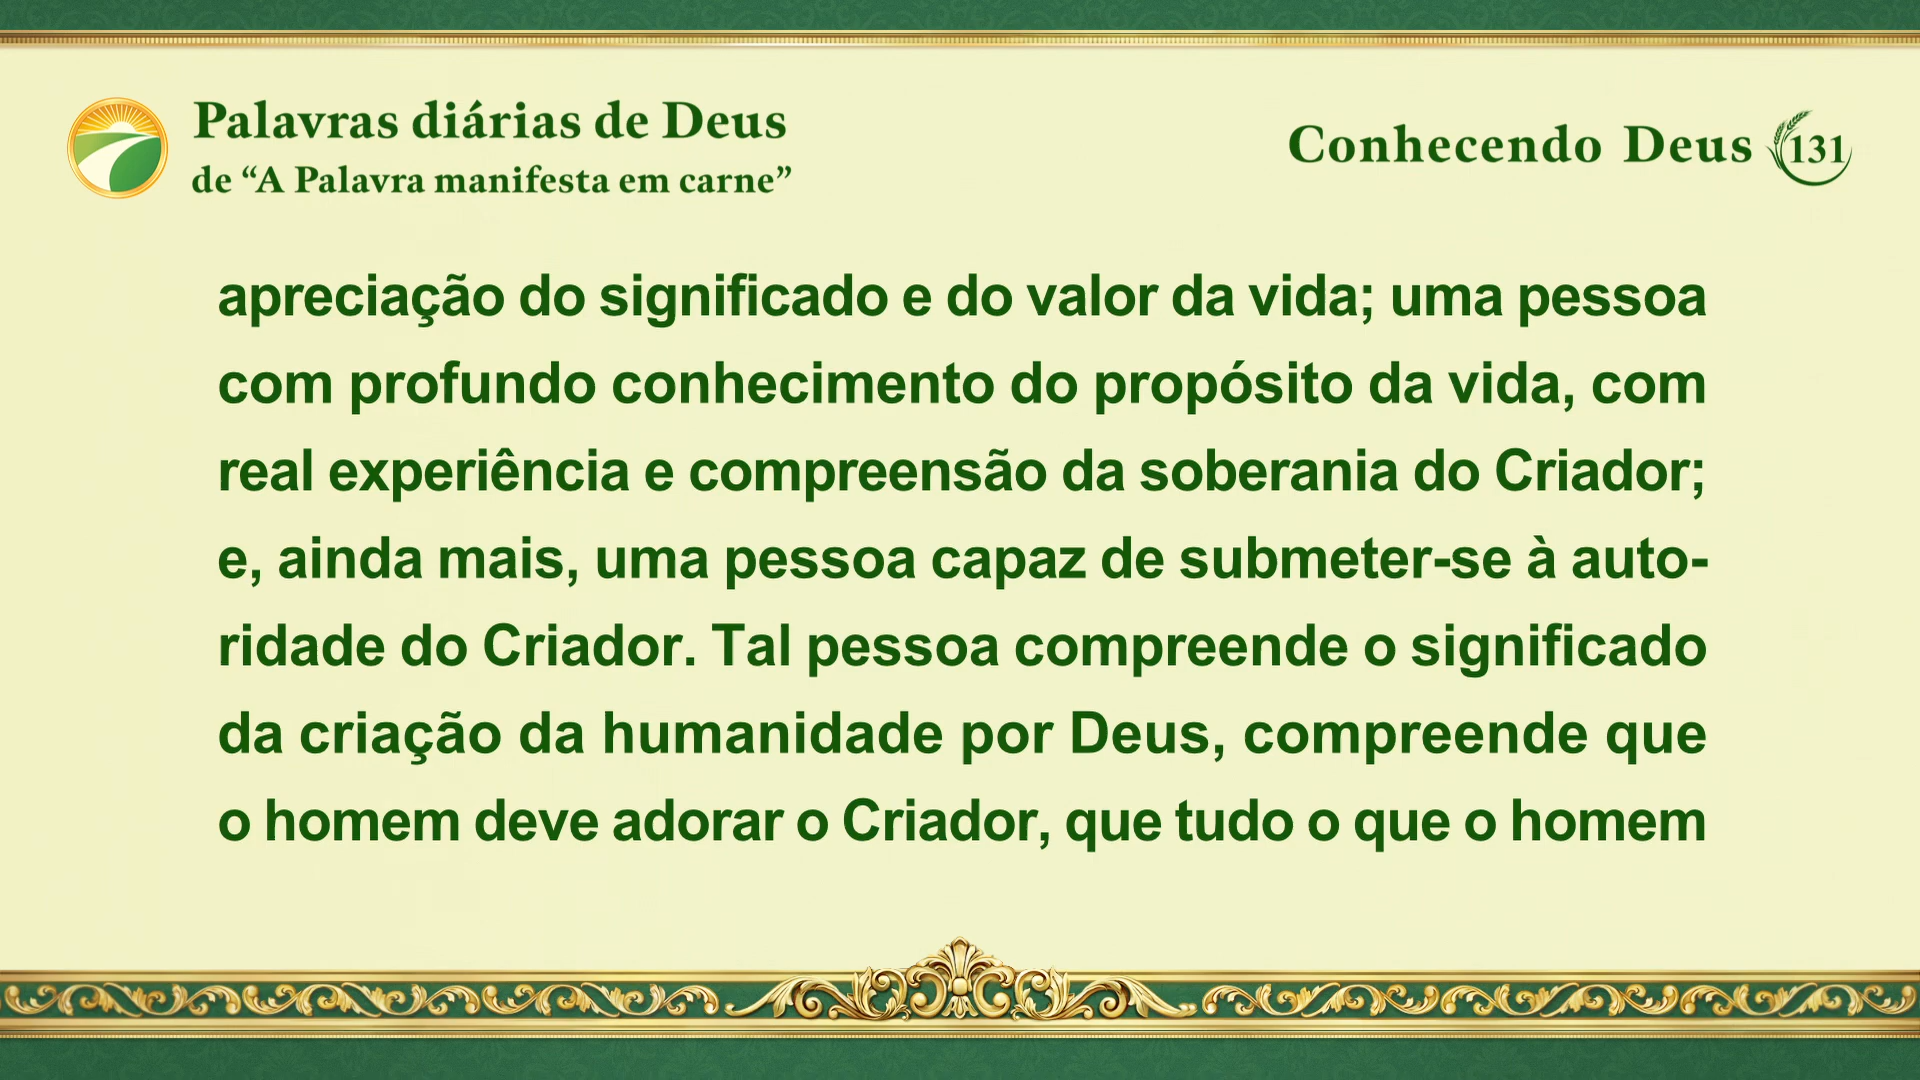 Palavras diárias de Deus
de “A Palavra manifesta em carne”
Conhecendo Deus 131
apreciação do significado e do valor da vida; uma pessoa
com profundo conhecimento do propósito da vida, com
real experiência e compreensão da soberania do Criador;
e, ainda mais, uma pessoa capaz de submeter-se à auto-
ridade do Criador. Tal pessoa compreende o significado
da criação da humanidade por Deus, compreende que
o homem deve adorar o Criador, que tudo o que o homem